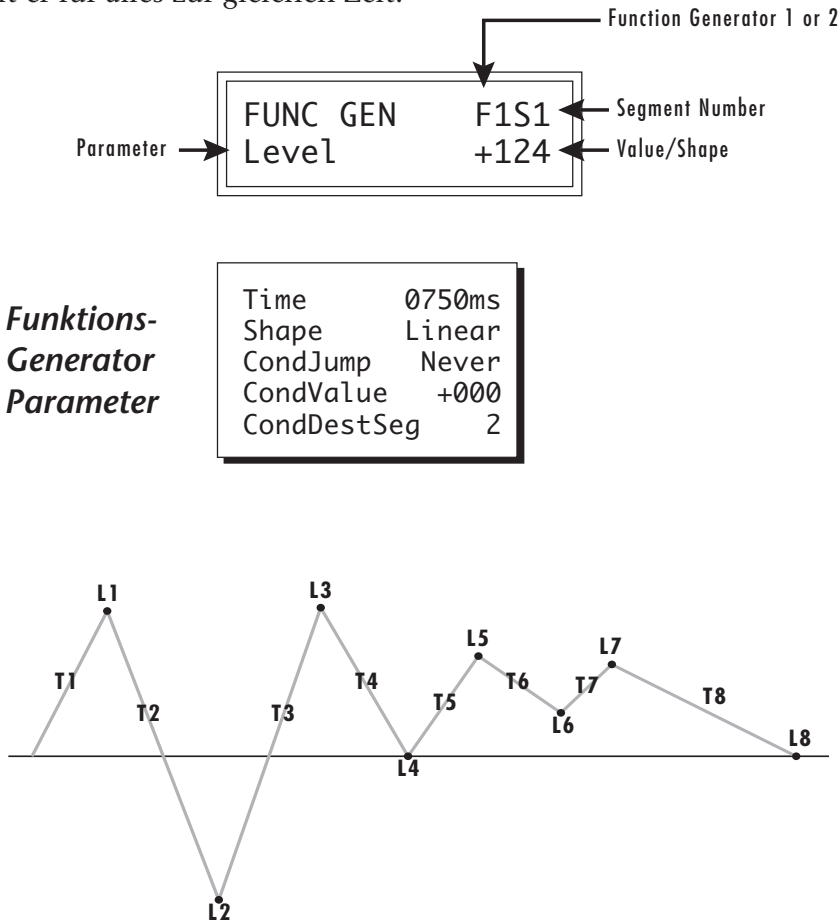 er für alles zur gleichen Zeit.
Function Generator 1 or 2
FUNC GEN F1S1
Segment Number
Parameter
Level +124
Value/Shape
Funktions-
Generator
Parameter
Time 0750ms
Shape Linear
CondJump Never
CondValue +000
CondDestSeg 2
L1
L3
L5
L7
T1
T2
T3
T4
T5
T6
T7
T8
L6
L8
L4
L2